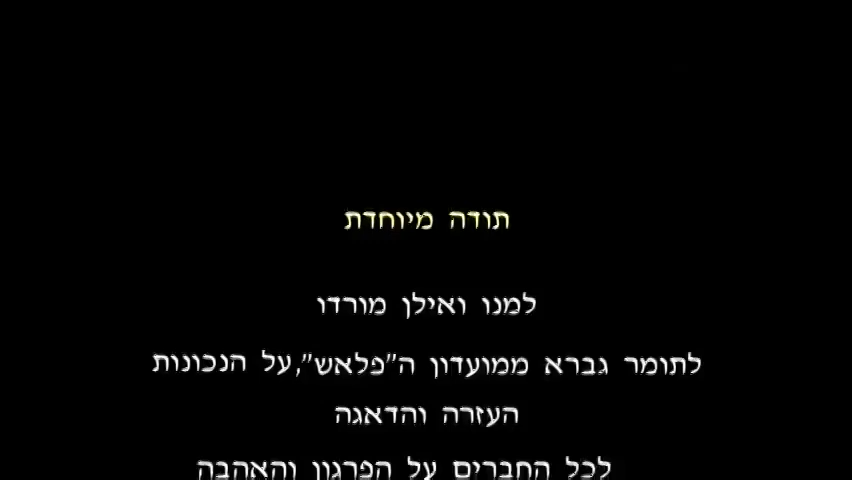 תודה מיוחדת
למנו ואילן מורדו
לתומר גברא ממועדון ה"פלאש",על הנכונות
העזרה והדאגה
לכל החברים על הפרגון והאהבה